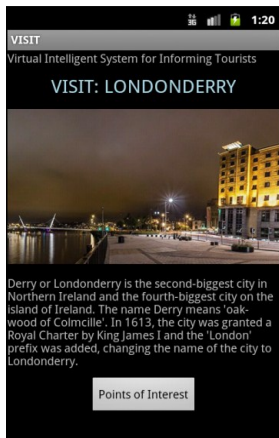 3G 1:20
VISIT
Virtual Intelligent System for Informing Tourists
VISIT: LONDONDERRY
Derry or Londonderry is the second-biggest city in
Northern Ireland and the fourth-biggest city on the
island of Ireland. The name Derry means 'oak-
wood of Colmcille'. In 1613, the city was granted a
Royal Charter by King James I and the 'London'
prefix was added, changing the name of the city to
Londonderry.
Points of Interest